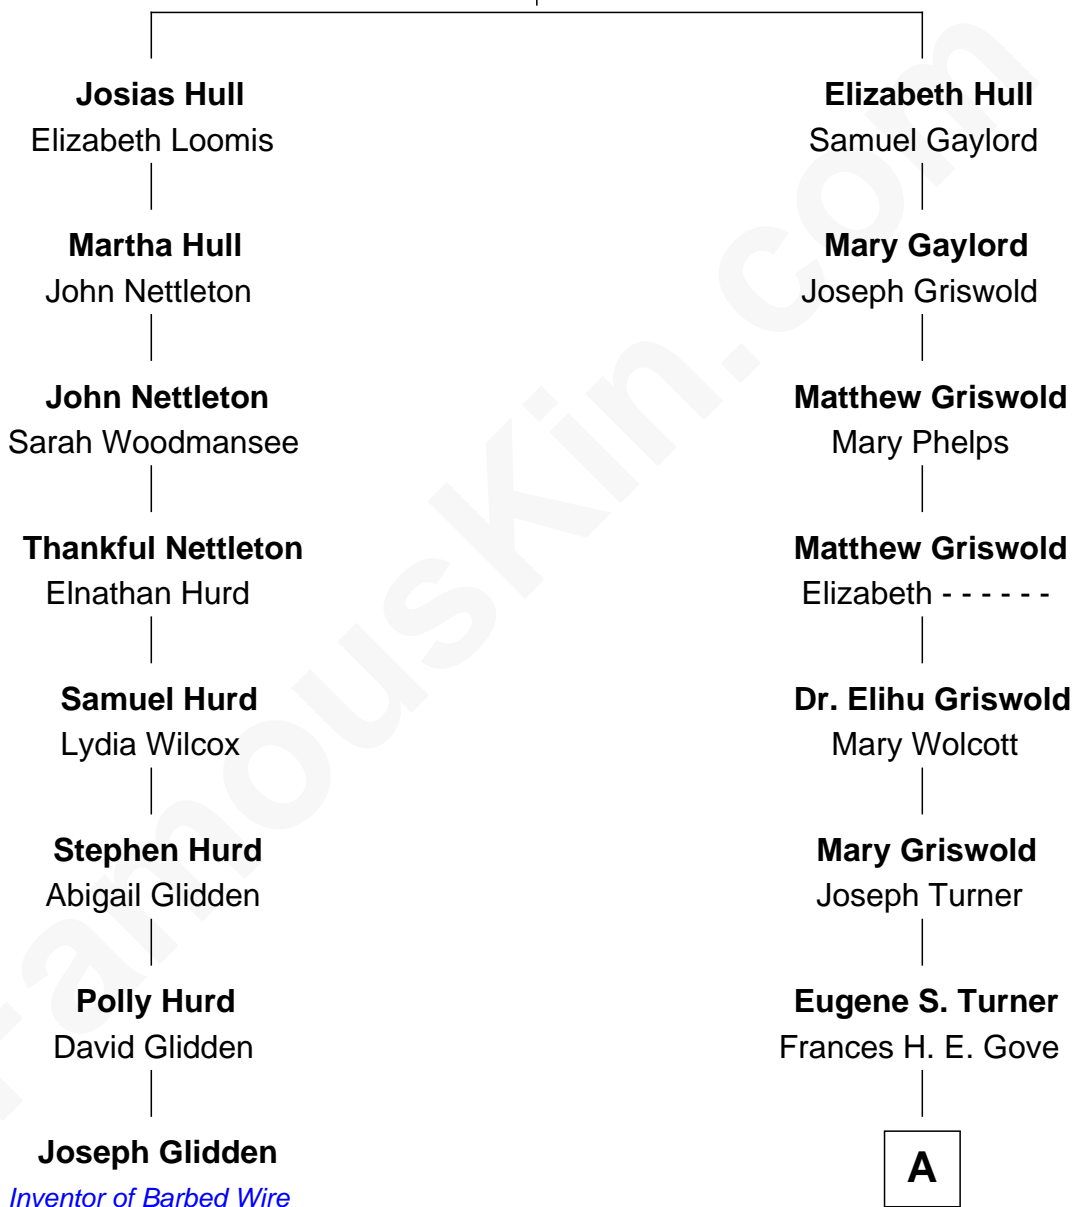 Josias Hull
Elizabeth Loomis
Martha Hull
John Nettleton
John Nettleton
Sarah Woodmansee
Thankful Nettleton
Elnathan Hurd
Samuel Hurd
Lydia Wilcox
Stephen Hurd
Abigail Glidden
Polly Hurd
David Glidden
Joseph Glidden
Inventor of Barbed Wire
Elizabeth Hull
Samuel Gaylord
Mary Gaylord
Joseph Griswold
Matthew Griswold
Mary Phelps
Matthew Griswold
Elizabeth - - - - - -
Dr. Elihu Griswold
Mary Wolcott
Mary Griswold
Joseph Turner
Eugene S. Turner
Frances H. E. Gove
A
FamousKin.com